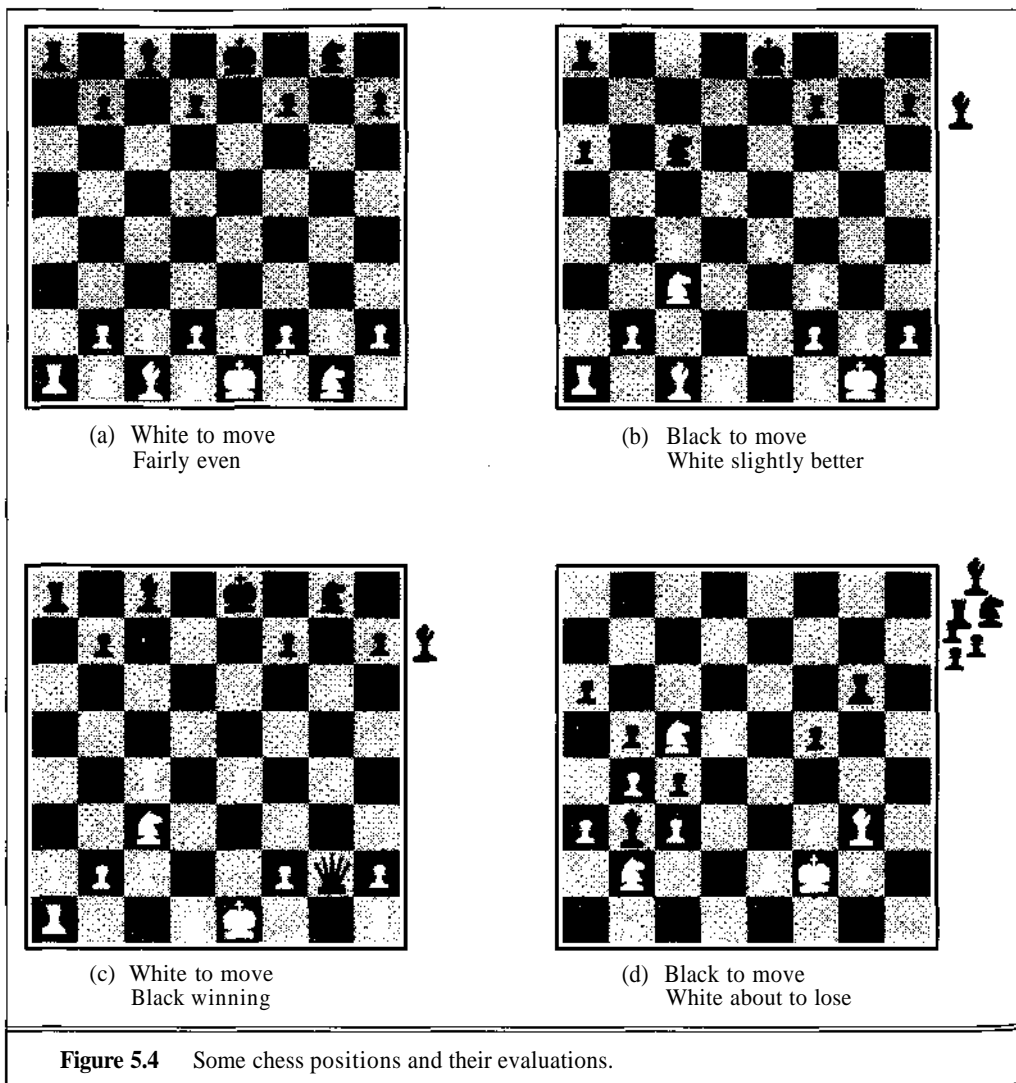 (a) White to move
Fairly even
(b) Black to move
White slightly better
(c) White to move
Black winning
(d) Black to move
White about to lose
Figure 5.4 Some chess positions and their evaluations.